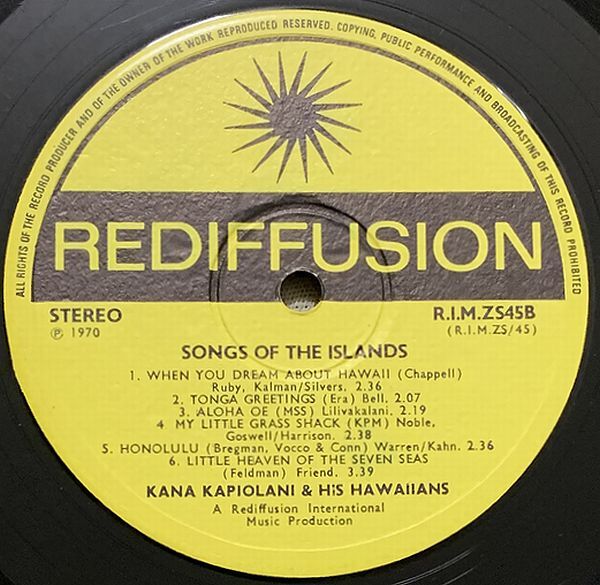 ALL RIGHTS OF THE RECORD PRODUCER AND OF THE OWNER OF THE WORK REPRODUCED RESERVED. COPYING, PUBLIC PERFORMANCE AND BROADCASTING OF THIS RECORD PROHIBITED
REDIFFUSION
STEREO
Ⓟ 1970
R.I.M.ZS45B
(R.I.M.ZS/45)
SONGS OF THE ISLANDS
1. WHEN YOU DREAM ABOUT HAWAII (Chappell)
Ruby, Kalman/Silvers. 2.36
2. TONGA GREETINGS (Era) Bell. 2.07
3. ALOHA OE (MSS) Lilivakalani. 2.19
4 MY LITTLE GRASS SHACK (KPM) Noble,
Goswell/Harrison. 2.38
5. HONOLULU (Bregman, Vocco & Conn) Warren/Kahn. 2.36
6. LITTLE HEAVEN OF THE SEVEN SEAS
(Feldman) Friend. 3.39
KANA KAPIOLANI & HiS HAWAIIANS
A Rediffusion International
Music Production